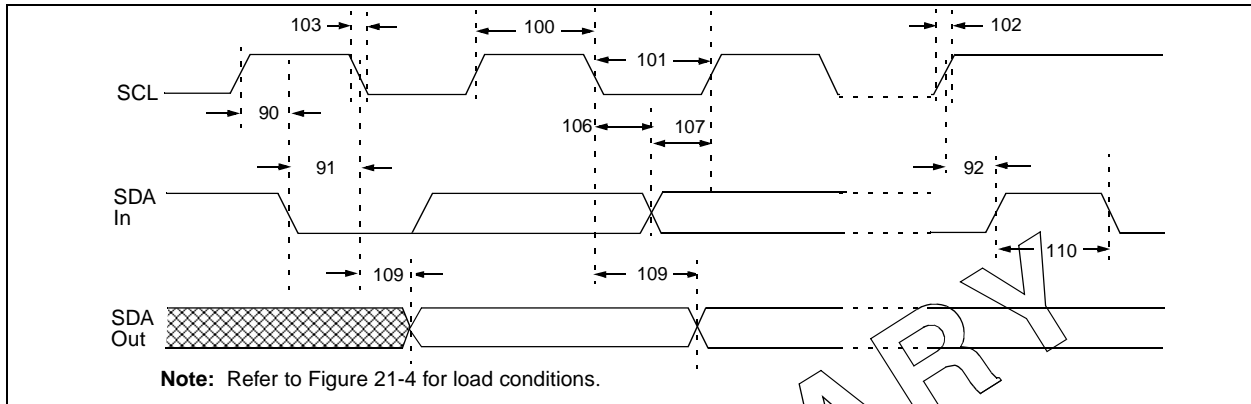 103
100
102
101
SCL
90
106
107
91
92
SDA
In
110
109
109
SDA
Out
Note: Refer to Figure 21-4 for load conditions.
ARY